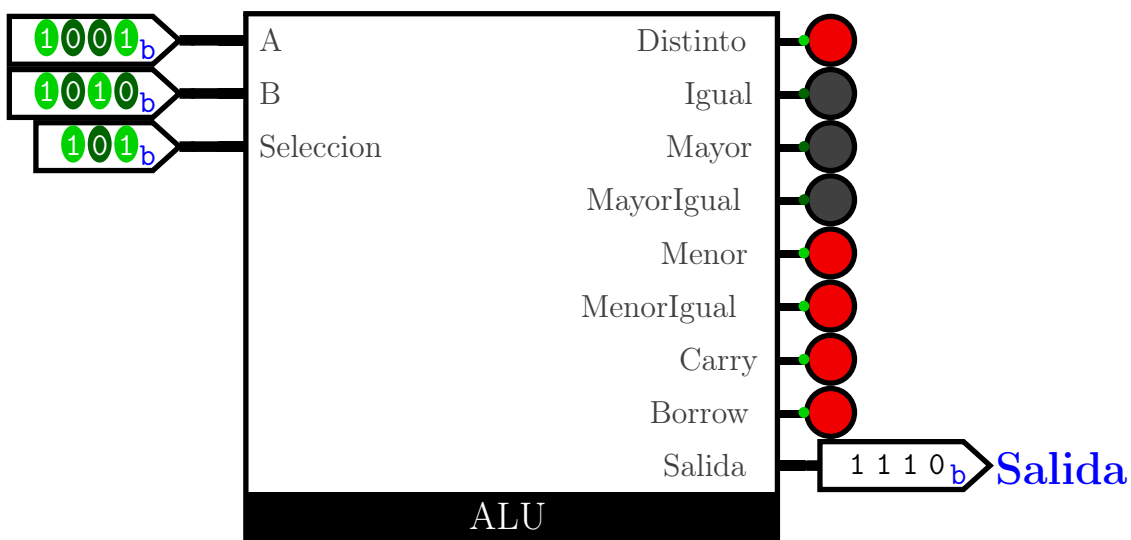 1001b A Distinto
1010b B Igual
101b Seleccion Mayor
MayorIgual
Menor
MenorIgual
Carry
Borrow
Salida 1110b Salida
ALU